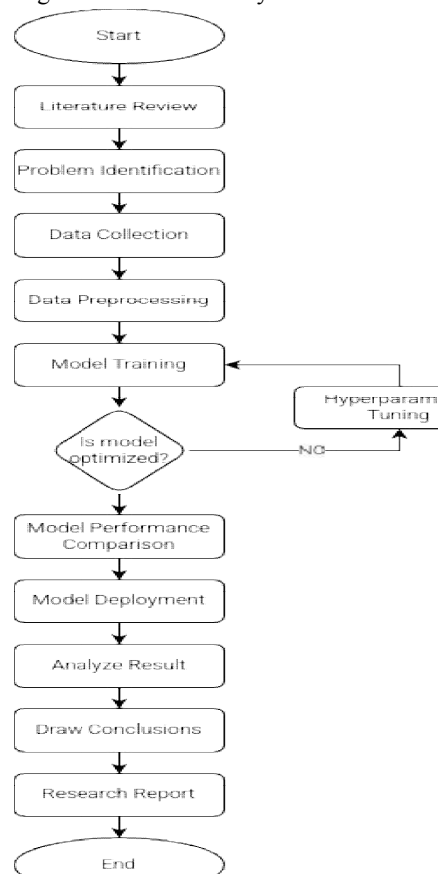 Start
Literature Review
Problem Identification
Data Collection
Data Preprocessing
Model Training
Tuning
Is model
optimized?
NO
Model Performance
Comparison
Model Deployment
Analyze Result
Draw Conclusions
Research Report
End